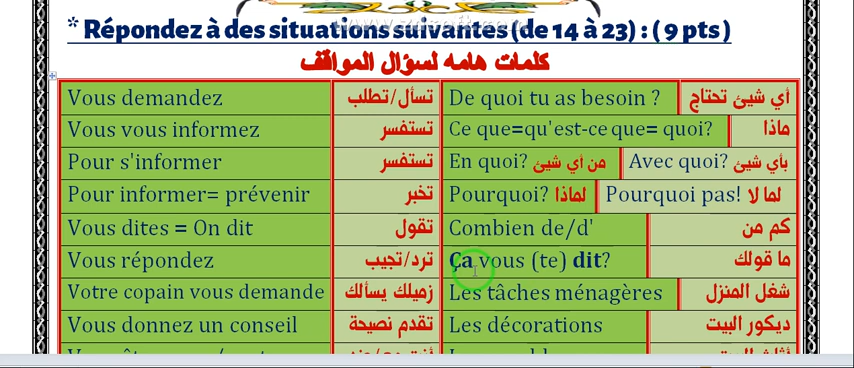 * Répondez à des situations suivantes (de 14 à 23) : ( 9 pts )
كلمات هامه لسؤال المواقف
Vous demandez تسأل/تطلب De quoi tu as besoin ? أي شيئ تحتاج
Vous vous informez تستفسر Ce que=qu'est-ce que= quoi? ماذا
Pour s'informer تستفسر En quoi? من أي شيئ Avec quoi? بأي شيئ
Pour informer= prévenir تخبر Pourquoi? لماذا Pourquoi pas! لما لا
Vous dites = On dit تقول Combien de/d' كم من
Vous répondez ترد/تجيب Ça vous (te) dit? ما قولك
Votre copain vous demande زميلك يسألك Les tâches ménagères شغل المنزل
Vous donnez un conseil تقدم نصيحة Les décorations ديكور البيت